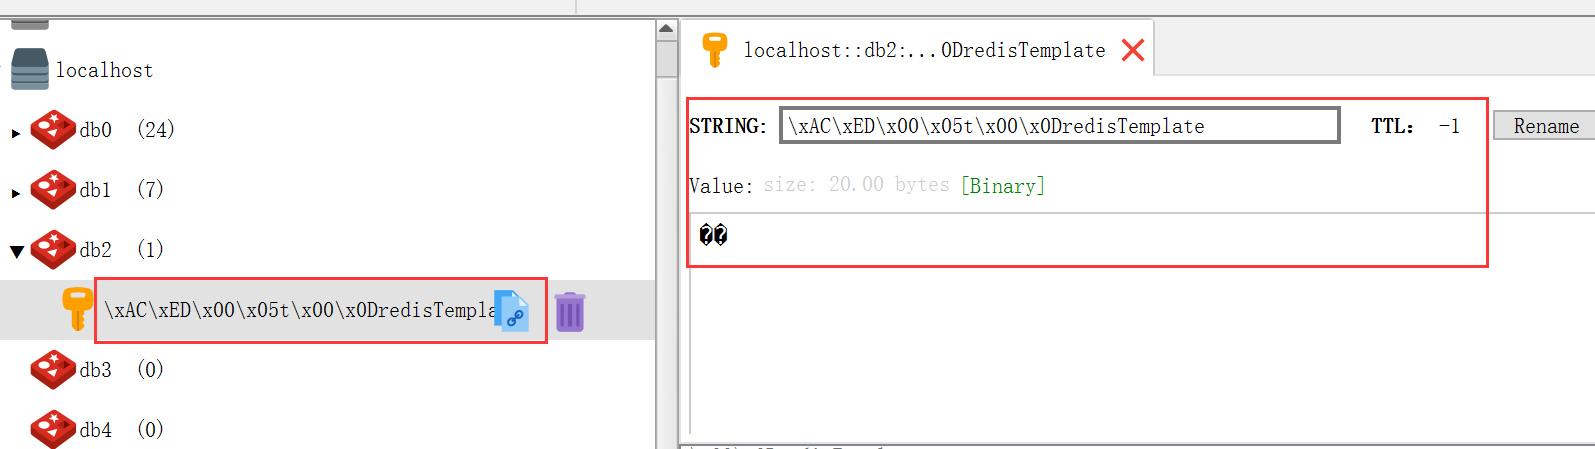 localhost
db0 (24)
db1 (7)
db2 (1)
\xAC\xED\x00\x05t\x00\x0DredisTempla
db3 (0)
db4 (0)
localhost::db2:...0DredisTemplate
STRING: \xAC\xED\x00\x05t\x00\x0DredisTemplate TTL: -1 Rename
Value: size: 20.00 bytes [Binary]
��